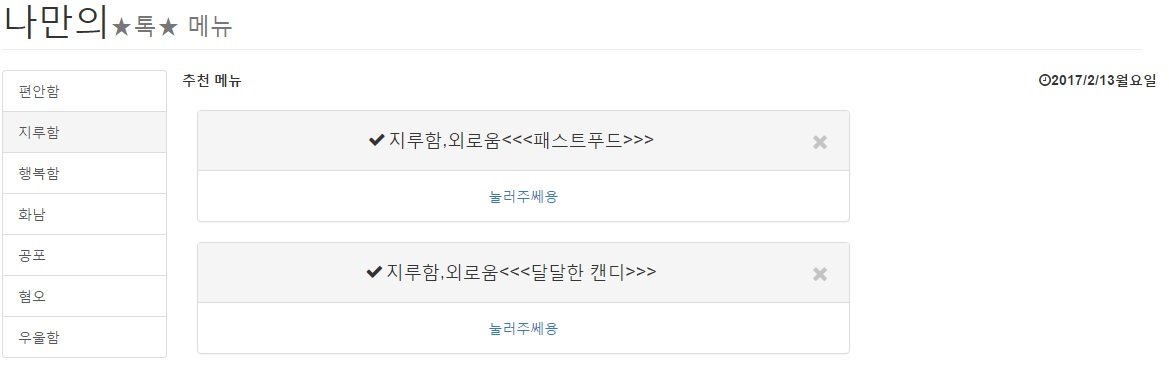 나만의★톡★ 메뉴
편안함
지루함
행복함
화남
공포
혐오
우울함
추천 메뉴
2017/2/13월요일
지루함,외로움<<<패스트푸드>>>
눌러주쎄용
지루함,외로움<<<달달한 캔디>>>
눌러주쎄용